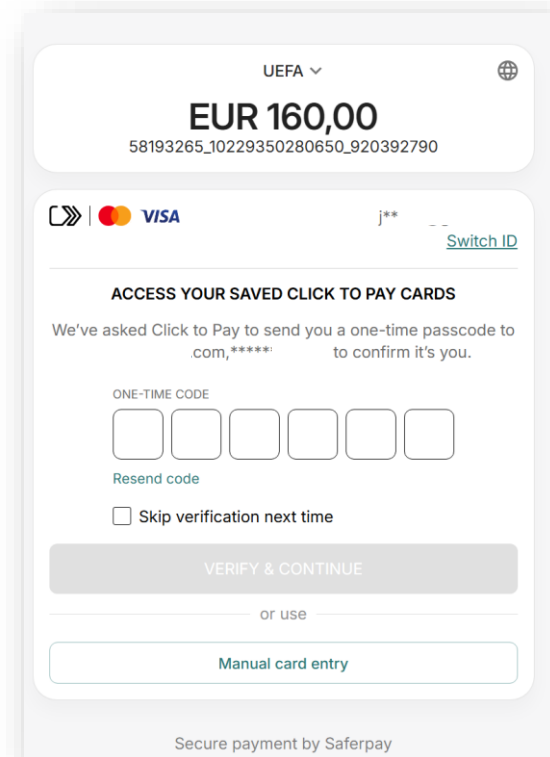 UEFA
EUR 160,00
58193265_10229350280650_920392790
VISA
j**
Switch ID
ACCESS YOUR SAVED CLICK TO PAY CARDS
We've asked Click to Pay to send you a one-time passcode to
.com,***** to confirm it's you.
ONE-TIME CODE
Resend code
Skip verification next time
VERIFY & CONTINUE
or use
Manual card entry
Secure payment by Saferpay